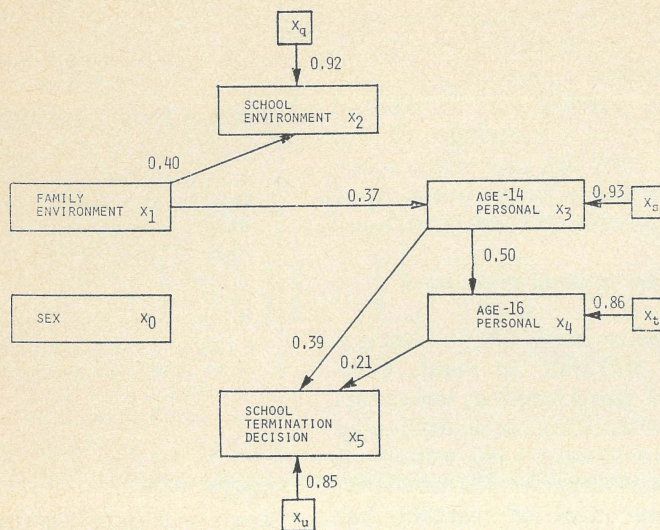 Xq
0.92
SCHOOL
ENVIRONMENT X2
0.40
FAMILY
ENVIRONMENT X1
0.37
AGE-14
PERSONAL X3
0.93
Xs
0.50
SEX X0
AGE-16
PERSONAL X4
0.86
Xt
0.39
0.21
SCHOOL
TERMINATION
DECISION X5
0.85
Xu